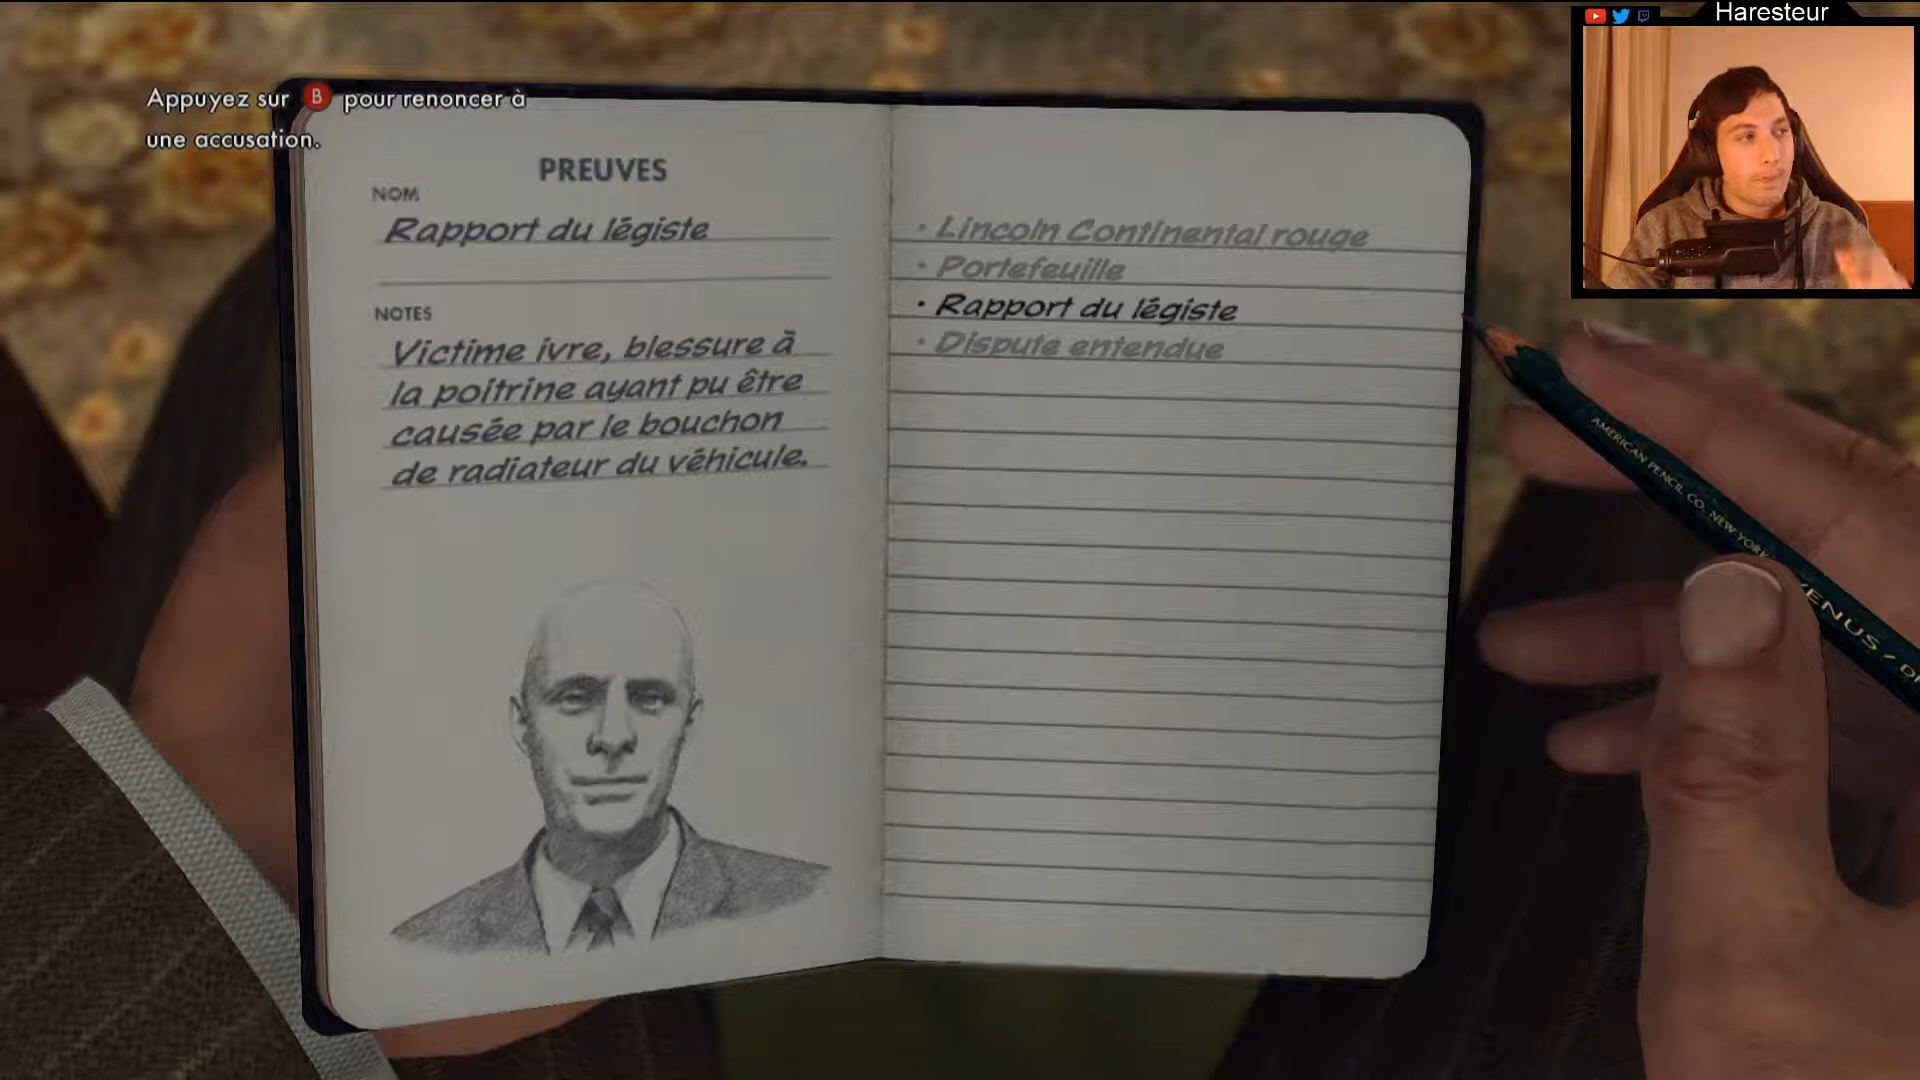 Haresteur
Appuyez sur B pour renoncer à
une accusation.
PREUVES
NOM
Rapport du légiste
NOTES
Victime ivre, blessure à
la poitrine ayant pu être
causée par le bouchon
de radiateur du véhicule.
• Lincoln Continental rouge
• Portefeuille
• Rapport du légiste
• Dispute entendue
AMERICAN PENCIL CO. NEW YORK
VENUS